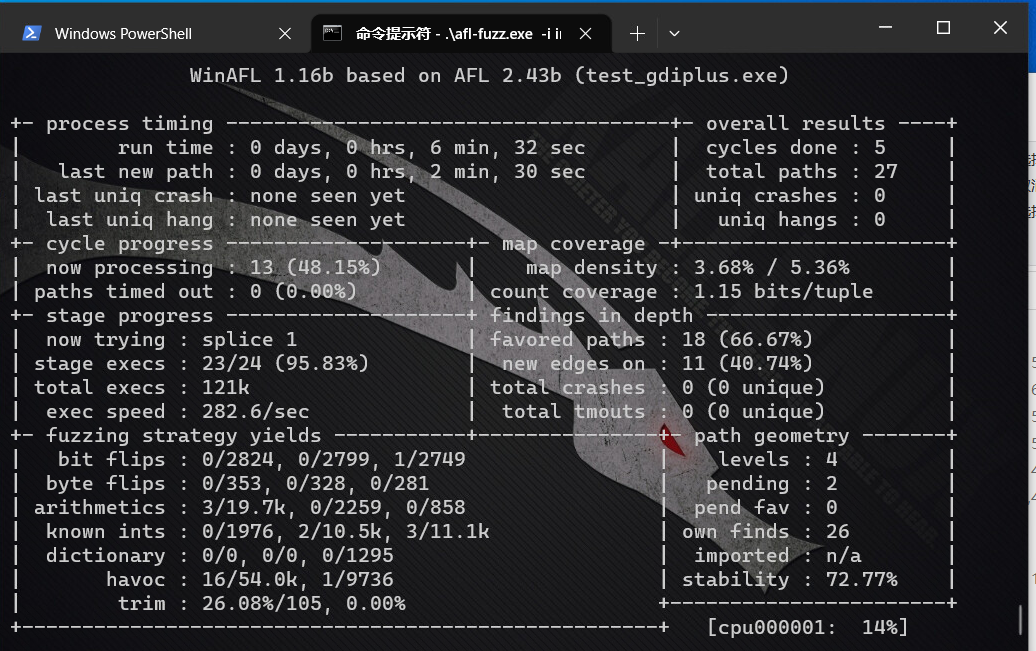 Windows PowerShell
命令提示符 - .\afl-fuzz.exe -i
WinAFL 1.16b based on AFL 2.43b (test_gdiplus.exe)
+- process timing -------------------------------------+- overall results ----+
| run time : 0 days, 0 hrs, 6 min, 32 sec | cycles done : 5 |
| last new path : 0 days, 0 hrs, 2 min, 30 sec | total paths : 27 |
| last uniq crash : none seen yet | uniq crashes : 0 |
| last uniq hang : none seen yet | uniq hangs : 0 |
+- cycle progress --------------------+- map coverage -+----------------------+
| now processing : 13 (48.15%) | map density : 3.68% / 5.36% |
| paths timed out : 0 (0.00%) | count coverage : 1.15 bits/tuple |
+- stage progress --------------------+ findings in depth --------------------+
| now trying : splice 1 | favored paths : 18 (66.67%) |
| stage execs : 23/24 (95.83%) | new edges on : 11 (40.74%) |
| total execs : 121k | total crashes : 0 (0 unique) |
| exec speed : 282.6/sec | total tmouts : 0 (0 unique) |
+- fuzzing strategy yields -----------+---------------+- path geometry -------+
| bit flips : 0/2824, 0/2799, 1/2749 | levels : 4 |
| byte flips : 0/353, 0/328, 0/281 | pending : 2 |
| arithmetics : 3/19.7k, 0/2259, 0/858 | pend fav : 0 |
| known ints : 0/1976, 2/10.5k, 3/11.1k | own finds : 26 |
| dictionary : 0/0, 0/0, 0/1295 | imported : n/a |
| havoc : 16/54.0k, 1/9736 | stability : 72.77% |
| trim : 26.08%/105, 0.00% +-----------------------+
+-----------------------------------------------------+ [cpu000001: 14%]